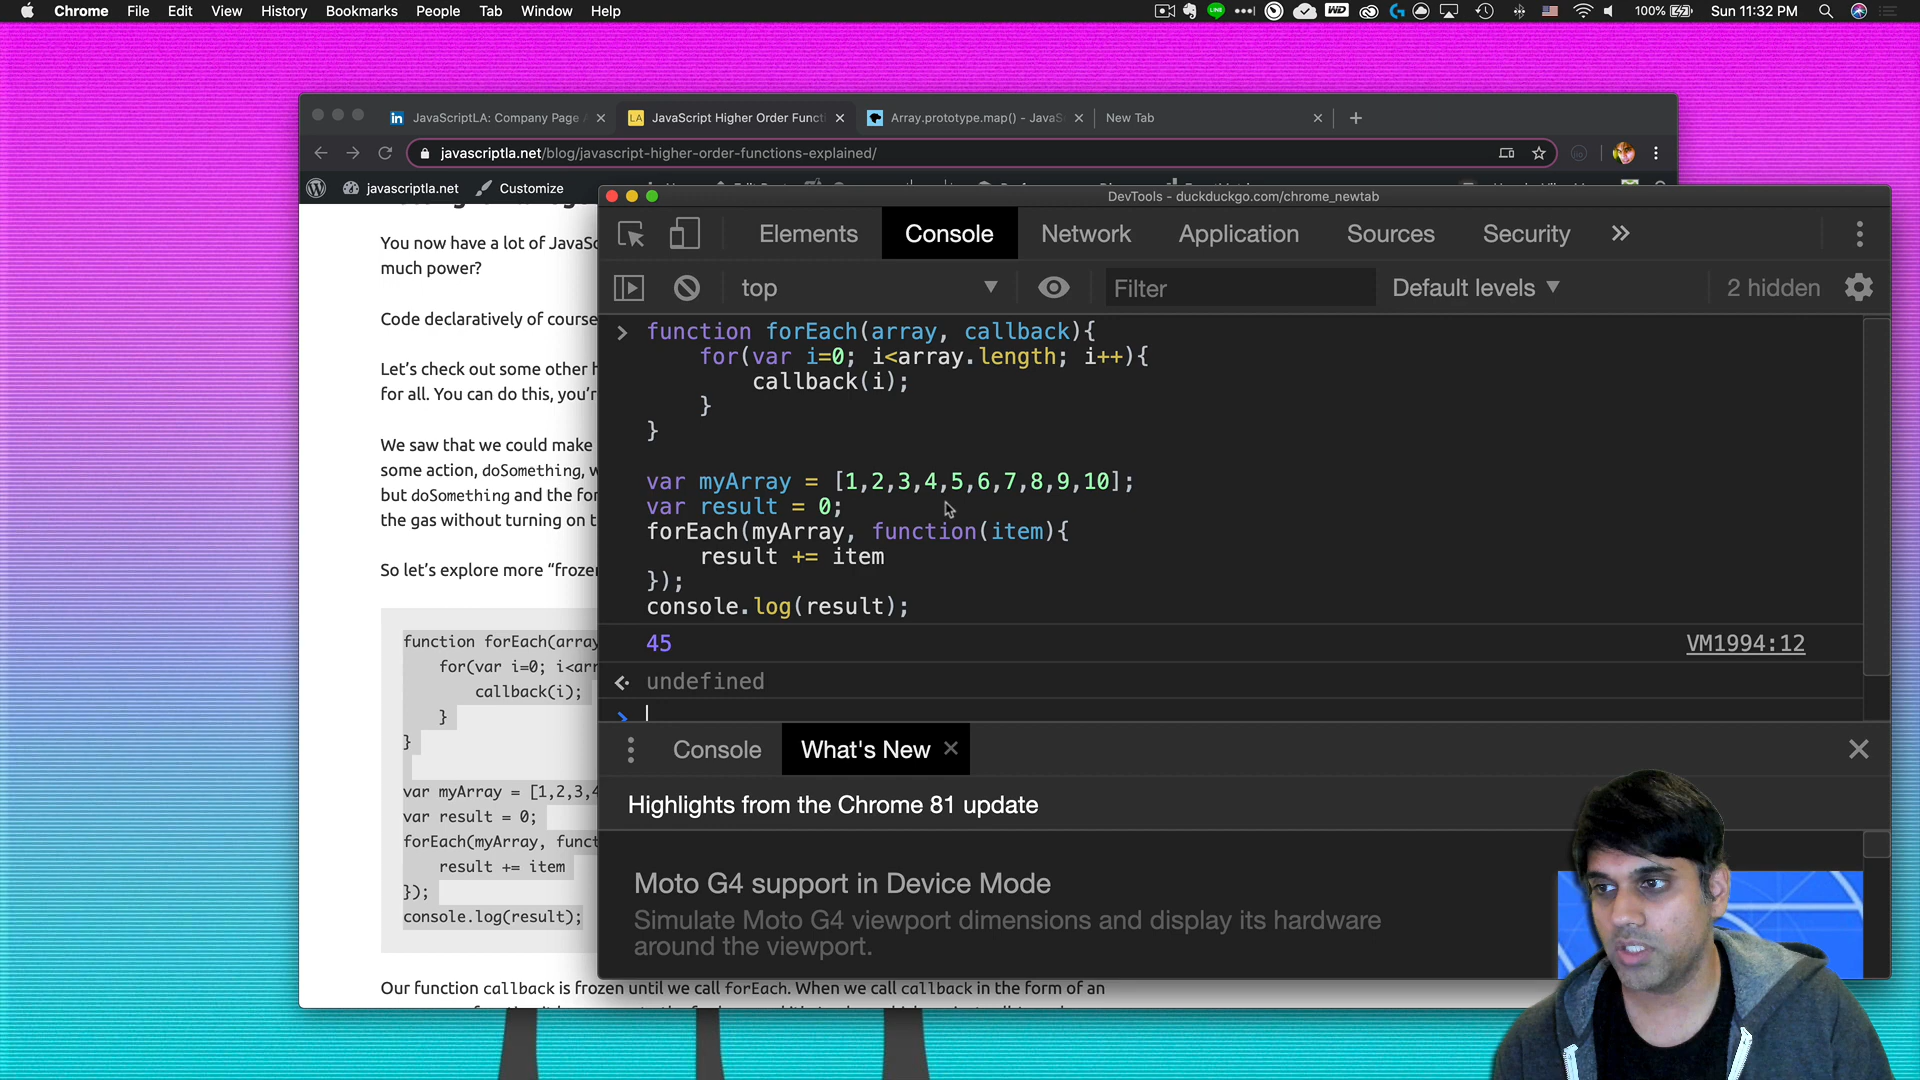 Chrome File Edit View History Bookmarks People Tab Window Help
100% Sun 11:32 PM
JavaScriptLA: Company Page
JavaScript Higher Order Funct
Array.prototype.map() - JavaS
New Tab
javascriptla.net/blog/javascript-higher-order-functions-explained/
javascriptla.net Customize
DevTools - duckduckgo.com/chrome_newtab
Elements Console Network Application Sources Security
top Filter Default levels 2 hidden
function forEach(array, callback){
for(var i=0; i<array.length; i++){
callback(i);
}
}
var myArray = [1,2,3,4,5,6,7,8,9,10];
var result = 0;
forEach(myArray, function(item){
result += item
});
console.log(result);
45 VM1994:12
undefined
Console What's New
Highlights from the Chrome 81 update
Moto G4 support in Device Mode
Simulate Moto G4 viewport dimensions and display its hardware
around the viewport.
You now have a lot of JavaSc
much power?
Code declaratively of course
Let's check out some other h
for all. You can do this, you'r
We saw that we could make
some action, doSomething, w
but doSomething and the for
the gas without turning on t
So let's explore more "frozen
function forEach(array
for(var i=0; i<arr
callback(i);
}
}
var myArray = [1,2,3,4
var result = 0;
forEach(myArray, funct
result += item
});
console.log(result);
Our function callback is frozen until we call forEach. When we call callback in the form of an